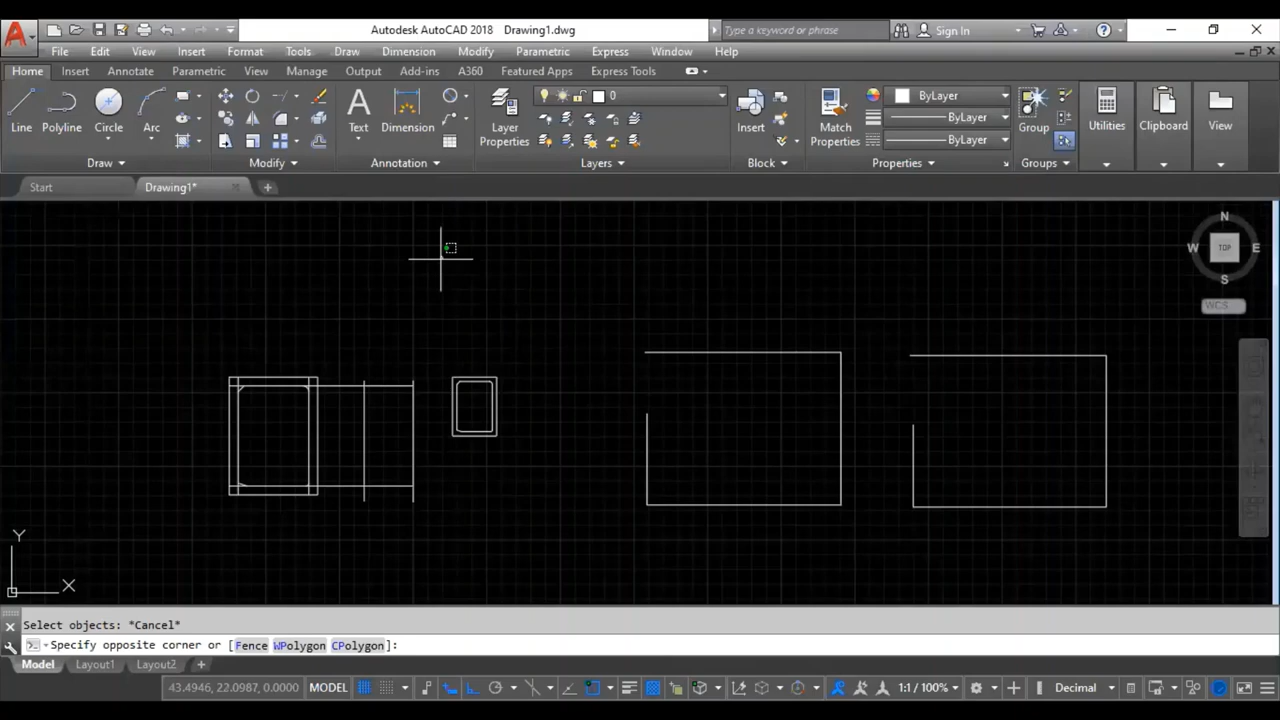 Autodesk AutoCAD 2018 Drawing1.dwg
Type a keyword or phrase
Sign In
File Edit View Insert Format Tools Draw Dimension Modify Parametric Express Window Help
Home Insert Annotate Parametric View Manage Output Add-ins A360 Featured Apps Express Tools
0
ByLayer
ByLayer
ByLayer
Line Polyline Circle Arc
Text Dimension
Layer Properties
Insert
Match Properties
Group
Utilities
Clipboard
View
Draw Modify Annotation Layers Block Properties Groups
Start Drawing1*
N
W TOP E
S
WCS
Y
X
Select objects: *Cancel*
Specify opposite corner or [Fence WPolygon CPolygon]:
Model Layout1 Layout2
43.4946, 22.0987, 0.0000 MODEL 1:1 / 100% Decimal